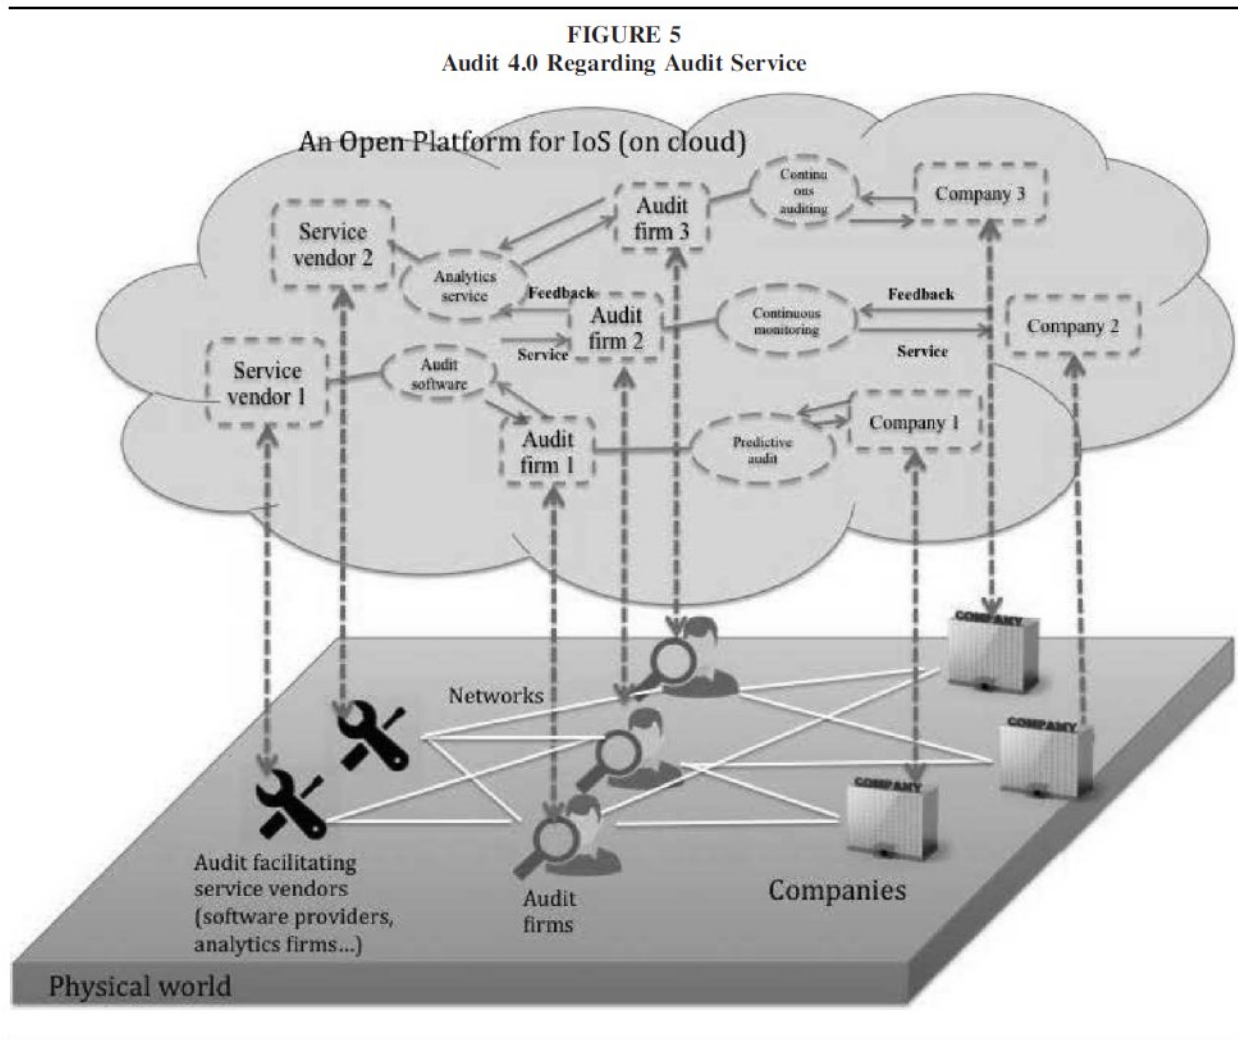 FIGURE 5
Audit 4.0 Regarding Audit Service
An Open Platform for IoS (on cloud)
Continu
ous
auditing
Company 3
Audit
firm 3
Service
vendor 2
Analytics
service
Feedback
Feedback
Audit
firm 2
Continuous
monitoring
Company 2
Service
Service
Service
vendor 1
Audit
software
Company 1
Audit
firm 1
Predictive
audit
COMPANY
Networks
COMPANY
COMPANY
Audit facilitating
service vendors
(software providers,
analytics firms...)
Audit
firms
Companies
Physical world